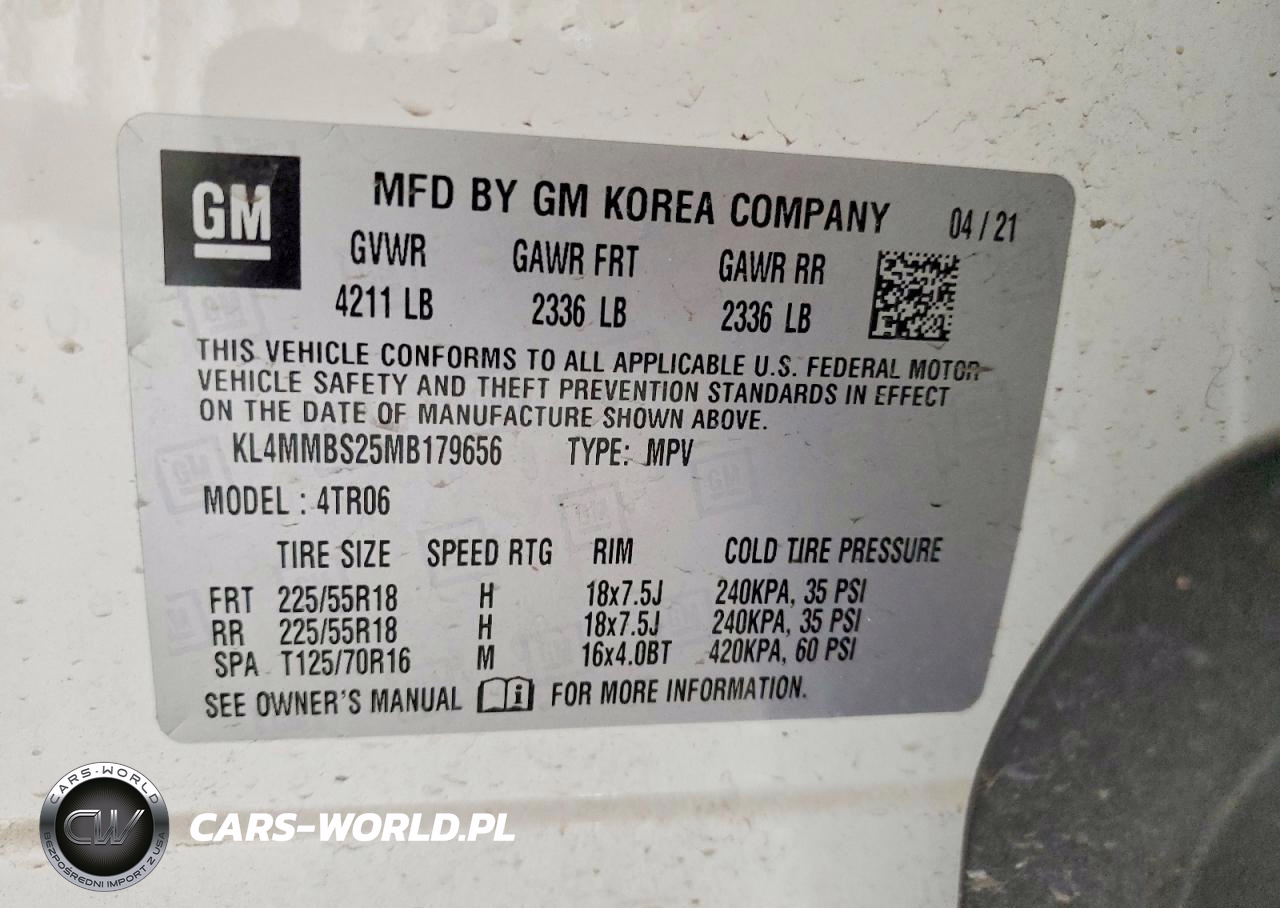 GM
MFD BY GM KOREA COMPANY 04/21
GVWR GAWR FRT GAWR RR
4211 LB 2336 LB 2336 LB
THIS VEHICLE CONFORMS TO ALL APPLICABLE U.S. FEDERAL MOTOR
VEHICLE SAFETY AND THEFT PREVENTION STANDARDS IN EFFECT
ON THE DATE OF MANUFACTURE SHOWN ABOVE.
KL4MMBS25MB179656 TYPE: MPV
MODEL : 4TR06
TIRE SIZE SPEED RTG RIM COLD TIRE PRESSURE
FRT 225/55R18 H 18x7.5J 240KPA, 35 PSI
RR 225/55R18 H 18x7.5J 240KPA, 35 PSI
SPA T125/70R16 M 16x4.0BT 420KPA, 60 PSI
SEE OWNER'S MANUAL i FOR MORE INFORMATION.
CARS-WORLD
CW
BEZPOŚREDNI IMPORT Z USA
CARS-WORLD.PL